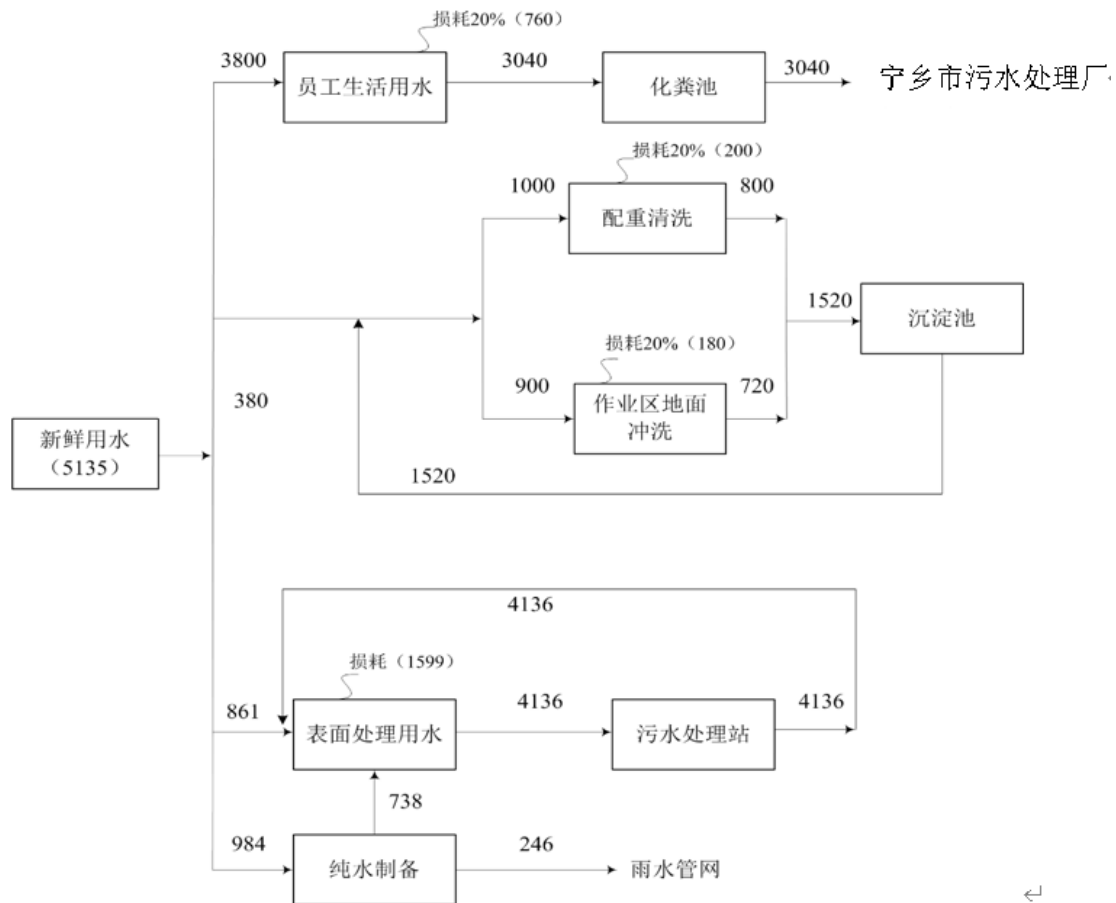 损耗20%（760）
3800
员工生活用水
3040
化粪池
3040
宁乡市污水处理厂
损耗20%（200）
1000
配重清洗
800
1520
沉淀池
损耗20%（180）
900
作业区地面
冲洗
720
380
新鲜用水
（5135）
1520
4136
损耗（1599）
861
表面处理用水
4136
污水处理站
4136
738
984
纯水制备
246
雨水管网